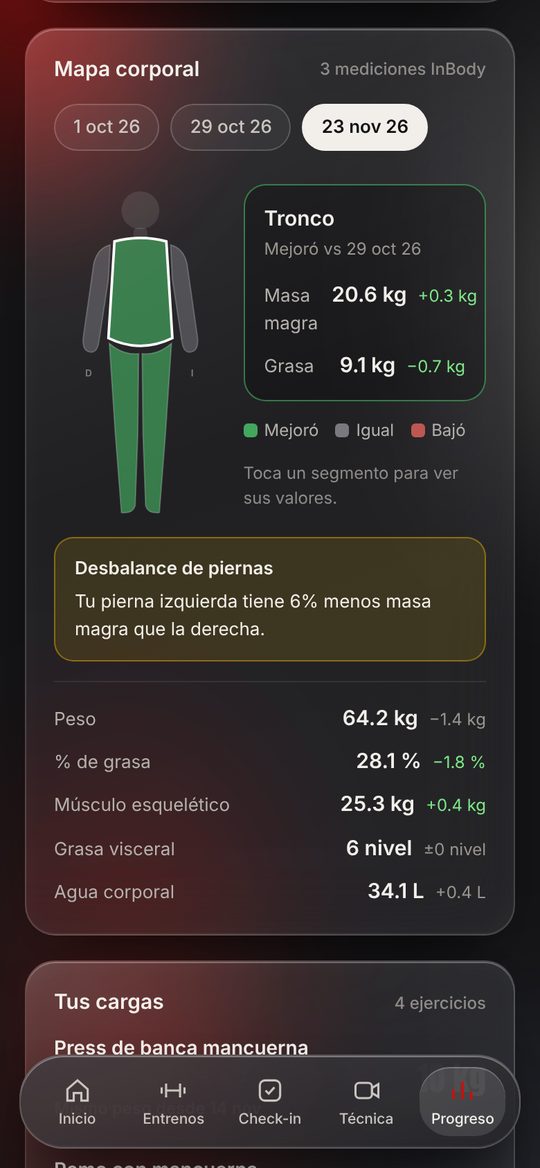 Mapa corporal
3 mediciones InBody
1 oct 26
29 oct 26
23 nov 26
Tronco
Mejoró vs 29 oct 26
Masa magra 20.6 kg +0.3 kg
Grasa 9.1 kg −0.7 kg
D
I
Mejoró
Igual
Bajó
Toca un segmento para ver
sus valores.
Desbalance de piernas
Tu pierna izquierda tiene 6% menos masa
magra que la derecha.
Peso 64.2 kg −1.4 kg
% de grasa 28.1 % −1.8 %
Músculo esquelético 25.3 kg +0.4 kg
Grasa visceral 6 nivel ±0 nivel
Agua corporal 34.1 L +0.4 L
Tus cargas
4 ejercicios
Press de banca mancuerna
kg
peso desde 14 nov
Inicio
Entrenos
Check-in
Técnica
Progreso